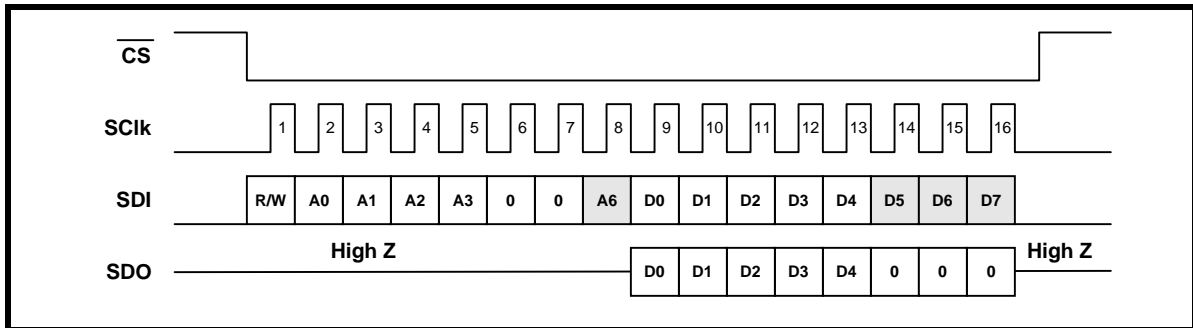 CS
SClk 1 2 3 4 5 6 7 8 9 10 11 12 13 14 15 16
SDI R/W A0 A1 A2 A3 0 0 A6 D0 D1 D2 D3 D4 D5 D6 D7
High Z High Z
SDO D0 D1 D2 D3 D4 0 0 0